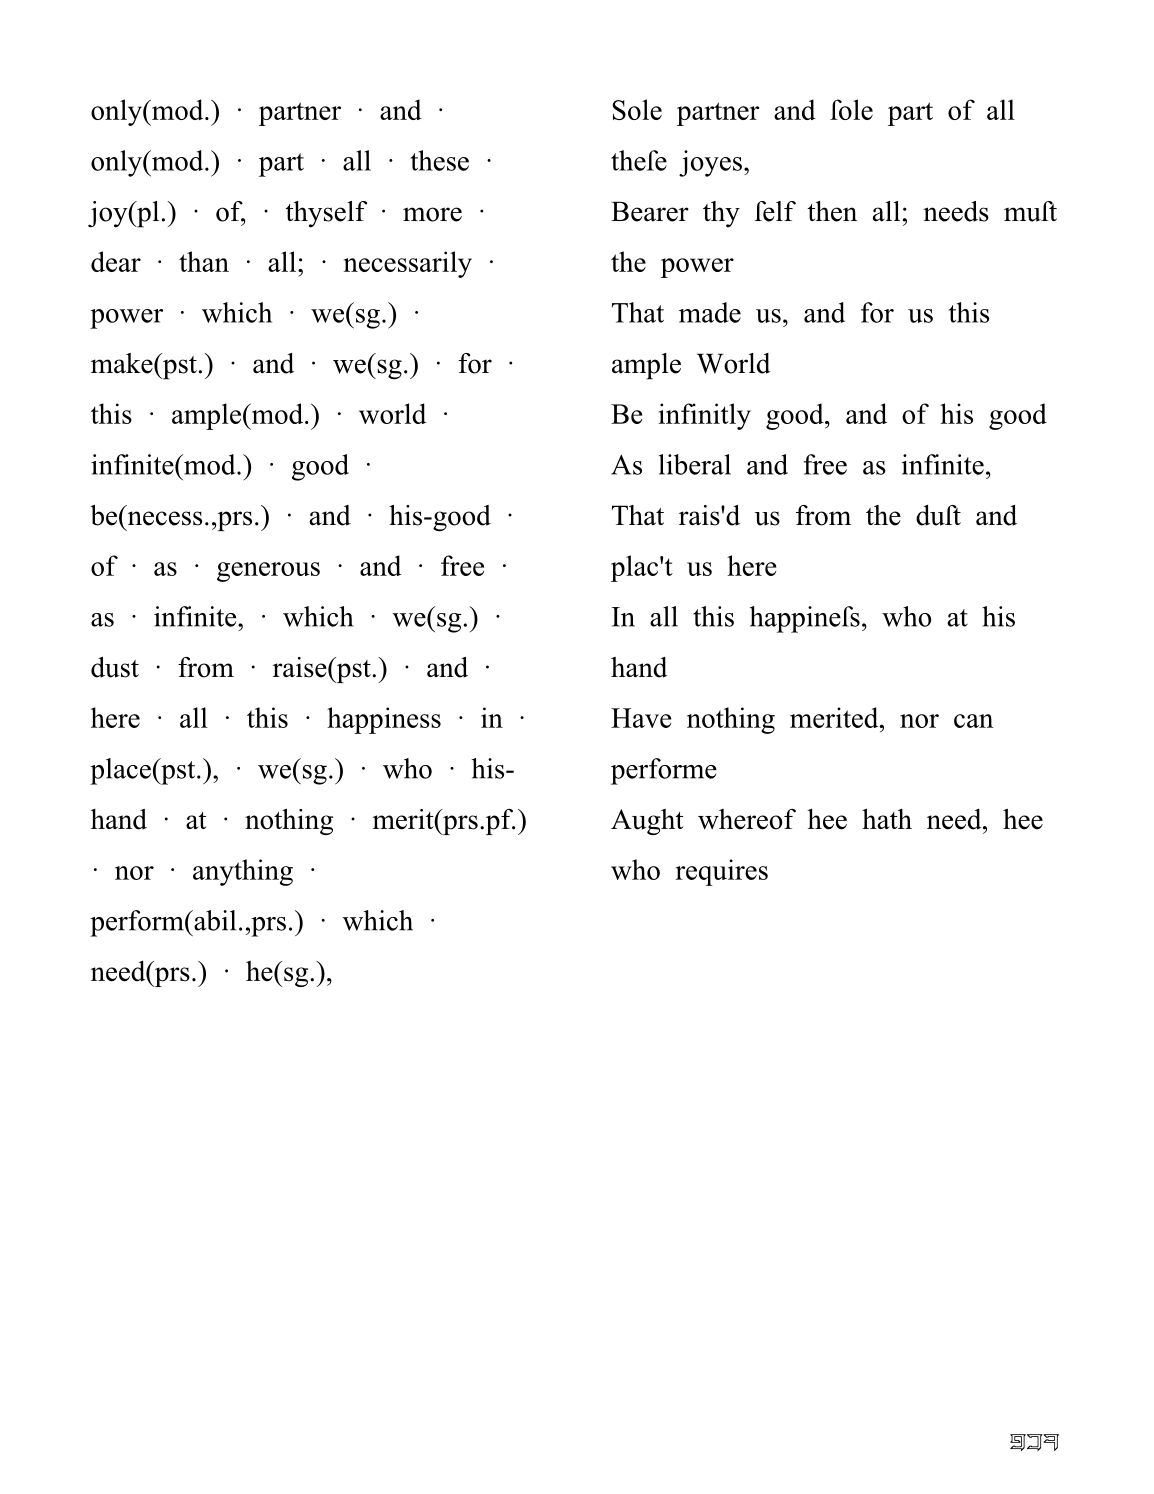 only(mod.) · partner · and ·
only(mod.) · part · all · these ·
joy(pl.) · of, · thyself · more ·
dear · than · all; · necessarily ·
power · which · we(sg.) ·
make(pst.) · and · we(sg.) · for ·
this · ample(mod.) · world ·
infinite(mod.) · good ·
be(necess.,prs.) · and · his-good ·
of · as · generous · and · free ·
as · infinite, · which · we(sg.) ·
dust · from · raise(pst.) · and ·
here · all · this · happiness · in ·
place(pst.), · we(sg.) · who · his-
hand · at · nothing · merit(prs.pf.)
· nor · anything ·
perform(abil.,prs.) · which ·
need(prs.) · he(sg.),
Sole partner and ſole part of all
theſe joyes,
Bearer thy ſelf then all; needs muſt
the power
That made us, and for us this
ample World
Be infinitly good, and of his good
As liberal and free as infinite,
That rais'd us from the duſt and
plac't us here
In all this happineſs, who at his
hand
Have nothing merited, nor can
performe
Aught whereof hee hath need, hee
who requires